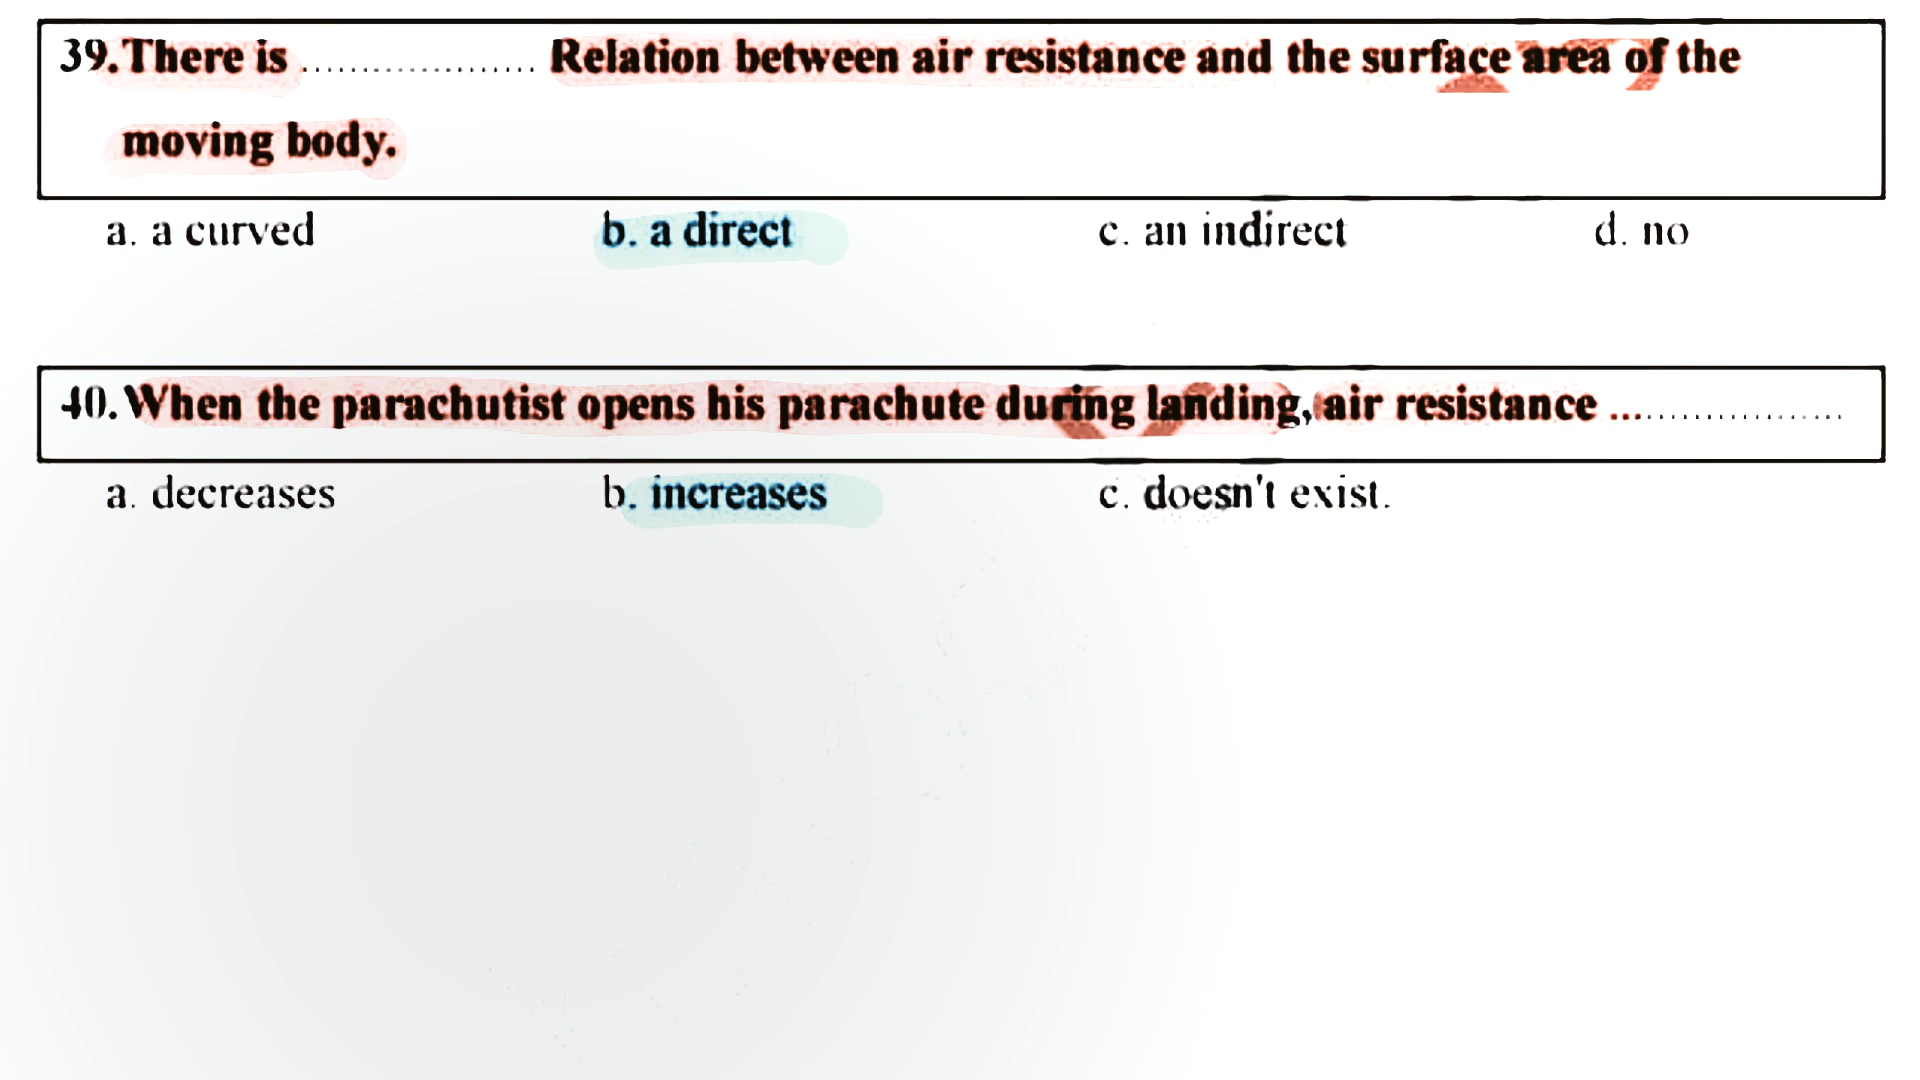 39. There is .................... Relation between air resistance and the surface area of the
moving body.
a. a curved b. a direct c. an indirect d. no
40. When the parachutist opens his parachute during landing, air resistance ....................
a. decreases b. increases c. doesn't exist.